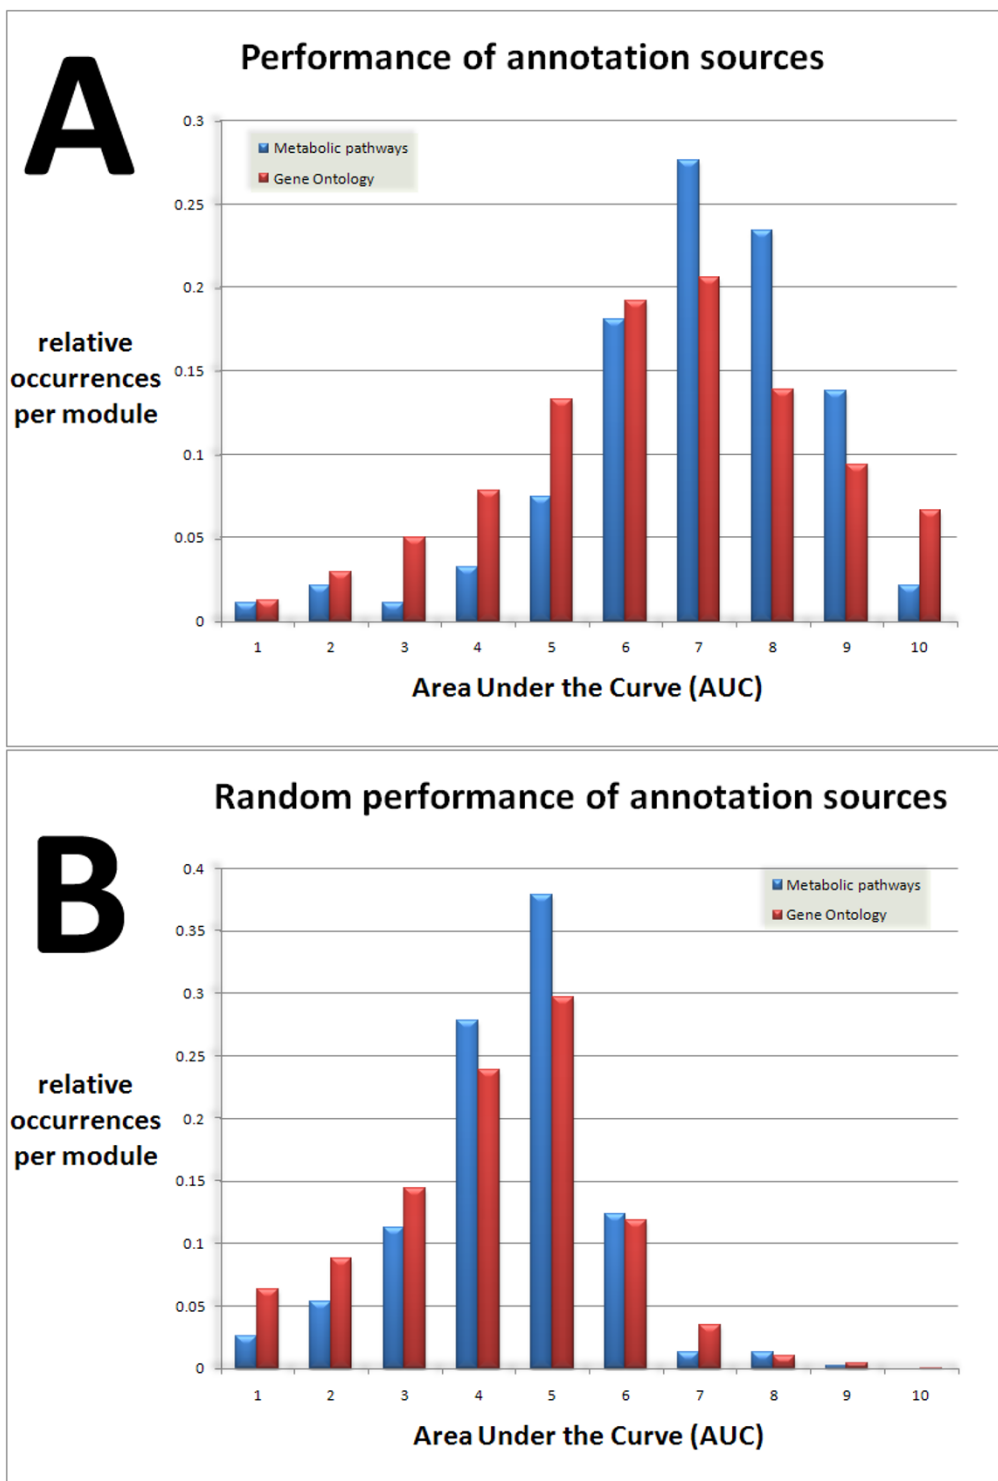 A
Performance of annotation sources
0.3
Metabolic pathways
Gene Ontology
0.25
0.2
relative
occurrences
per module
0.15
0.1
0.05
0
1 2 3 4 5 6 7 8 9 10
Area Under the Curve (AUC)
B
Random performance of annotation sources
0.4
Metabolic pathways
Gene Ontology
0.35
0.3
0.25
relative
occurrences
per module
0.2
0.15
0.1
0.05
0
1 2 3 4 5 6 7 8 9 10
Area Under the Curve (AUC)